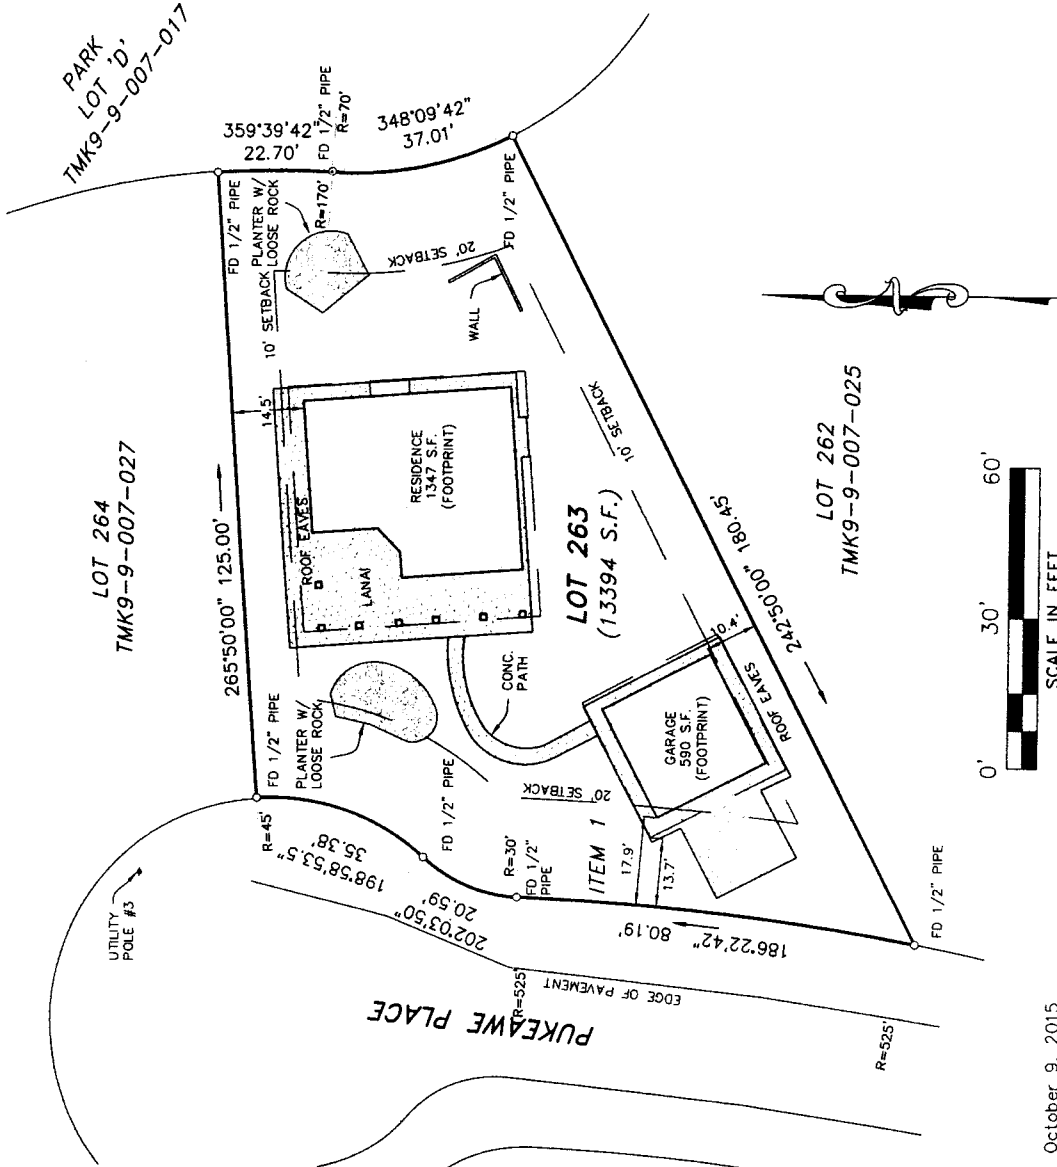 PARK
LOT 'D'
TMK9-9-007-017
359°39'42"
22.70'
FD 1/2" PIPE
R=70'
348°09'42"
37.01'
FD 1/2" PIPE
PLANTER W/
LOOSE ROCK
R=170'
10' SETBACK
20' SETBACK
FD 1/2" PIPE
WALL
LOT 264
TMK9-9-007-027
265°50'00" 125.00'
14.5'
ROOF EAVES
LANAI
RESIDENCE
1347 S.F.
(FOOTPRINT)
10' SETBACK
LOT 263
(13394 S.F.)
LOT 262
TMK9-9-007-025
242°50'00" 180.45'
10.4'
FD 1/2" PIPE
PLANTER W/
LOOSE ROCK
CONC.
PATH
GARAGE
590 S.F.
(FOOTPRINT)
ROOF EAVES
20' SETBACK
R=45'
198°58'53.5"
35.38'
FD 1/2" PIPE
202°03'50"
20.59'
R=30'
FD 1/2"
PIPE
ITEM 1
17.9'
13.7'
186°22'42"
80.19'
FD 1/2" PIPE
UTILITY
POLE #3
EDGE OF PAVEMENT
R=525'
R=525'
PUKEAWE PLACE
0' 30' 60'
SCALE IN FEET
October 9, 2015